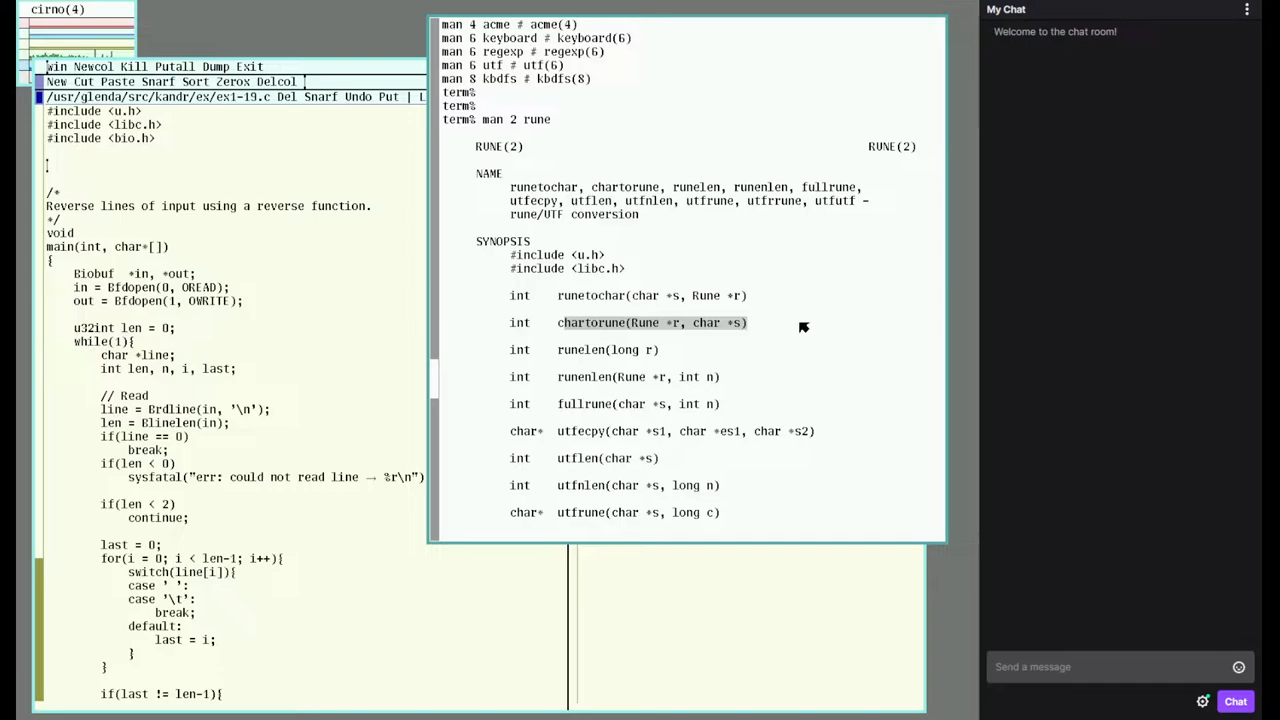 cirno(4)
win Newcol Kill Putall Dump Exit
New Cut Paste Snarf Sort Zerox Delcol
/usr/glenda/src/kandr/ex/ex1-19.c Del Snarf Undo Put | L
#include <u.h>
#include <libc.h>
#include <bio.h>
/*
Reverse lines of input using a reverse function.
*/
void
main(int, char*[])
{
Biobuf  *in, *out;
in = Bfdopen(0, OREAD);
out = Bfdopen(1, OWRITE);
u32int len = 0;
while(1){
char *line;
int len, n, i, last;
// Read
line = Brdline(in, '\n');
len = Blinelen(in);
if(line == 0)
break;
if(len < 0)
sysfatal("err: could not read line → %r\n")
if(len < 2)
continue;
last = 0;
for(i = 0; i < len-1; i++){
switch(line[i]){
case ' ':
case '\t':
break;
default:
last = i;
}
}
if(last != len-1){
man 4 acme # acme(4)
man 6 keyboard # keyboard(6)
man 6 regexp # regexp(6)
man 6 utf # utf(6)
man 8 kbdfs # kbdfs(8)
term%
term%
term% man 2 rune
RUNE(2) RUNE(2)
NAME
runetochar, chartorune, runelen, runenlen, fullrune,
utfecpy, utflen, utfnlen, utfrune, utfrrune, utfutf -
rune/UTF conversion
SYNOPSIS
#include <u.h>
#include <libc.h>
int runetochar(char *s, Rune *r)
int chartorune(Rune *r, char *s)
int runelen(long r)
int runenlen(Rune *r, int n)
int fullrune(char *s, int n)
char* utfecpy(char *s1, char *es1, char *s2)
int utflen(char *s)
int utfnlen(char *s, long n)
char* utfrune(char *s, long c)
My Chat
Welcome to the chat room!
Send a message
Chat